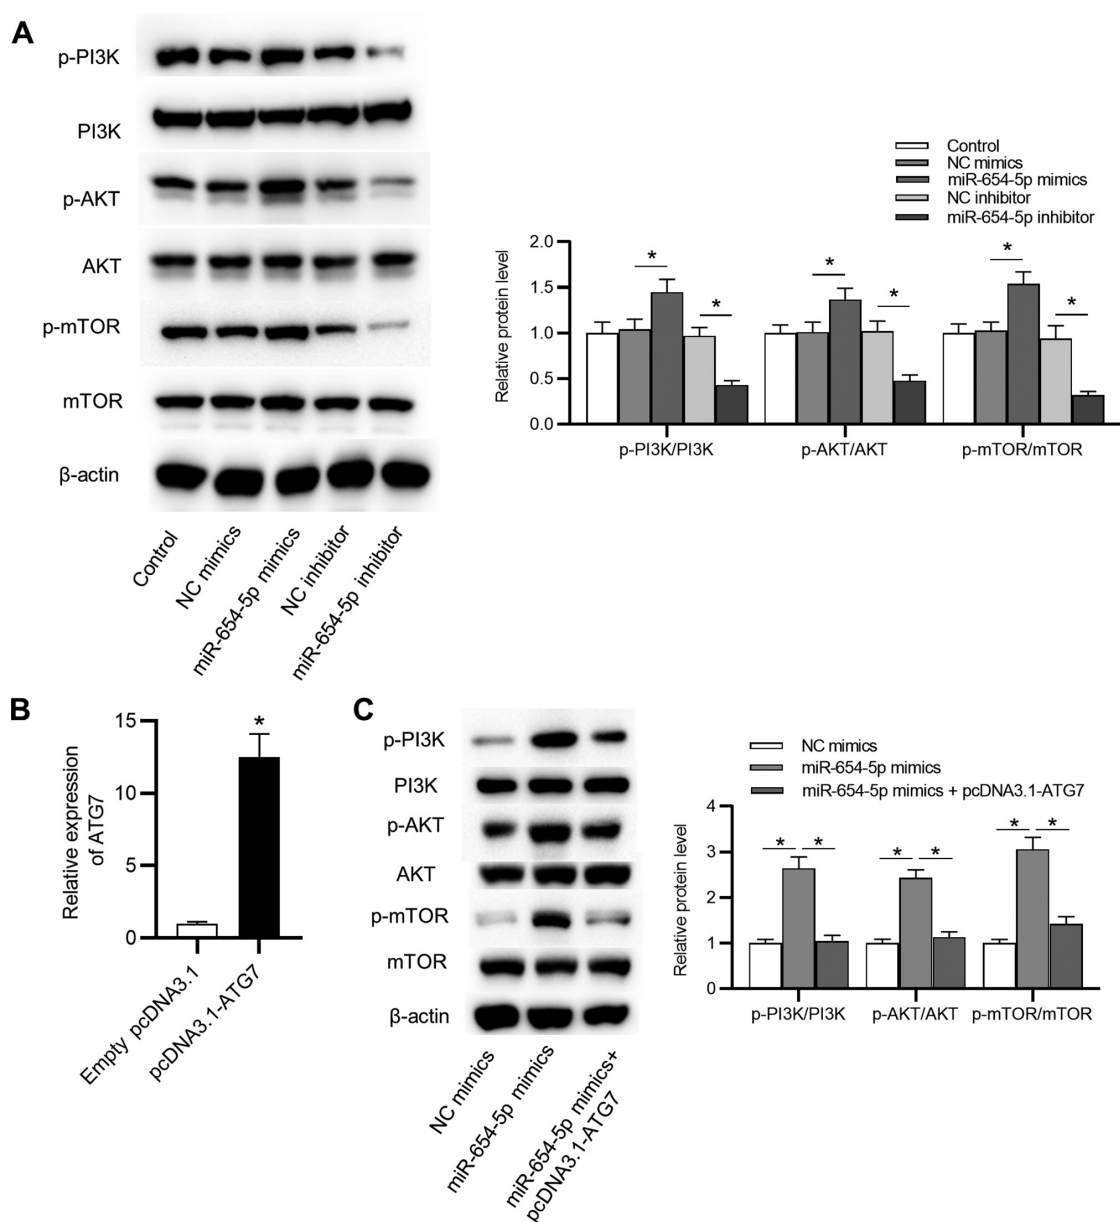 A
p-PI3K
PI3K
p-AKT
AKT
p-mTOR
mTOR
β-actin
Control
NC mimics
miR-654-5p mimics
NC inhibitor
miR-654-5p inhibitor
Control
NC mimics
miR-654-5p mimics
NC inhibitor
miR-654-5p inhibitor
Relative protein level
2.0
1.5
1.0
0.5
0.0
* * * * * *
p-PI3K/PI3K
p-AKT/AKT
p-mTOR/mTOR
B
Relative expression
of ATG7
15
10
5
0
*
Empty pcDNA3.1
pcDNA3.1-ATG7
C
p-PI3K
PI3K
p-AKT
AKT
p-mTOR
mTOR
β-actin
NC mimics
miR-654-5p mimics
miR-654-5p mimics+
pcDNA3.1-ATG7
NC mimics
miR-654-5p mimics
miR-654-5p mimics + pcDNA3.1-ATG7
Relative protein level
4
3
2
1
0
* * * * * *
p-PI3K/PI3K
p-AKT/AKT
p-mTOR/mTOR